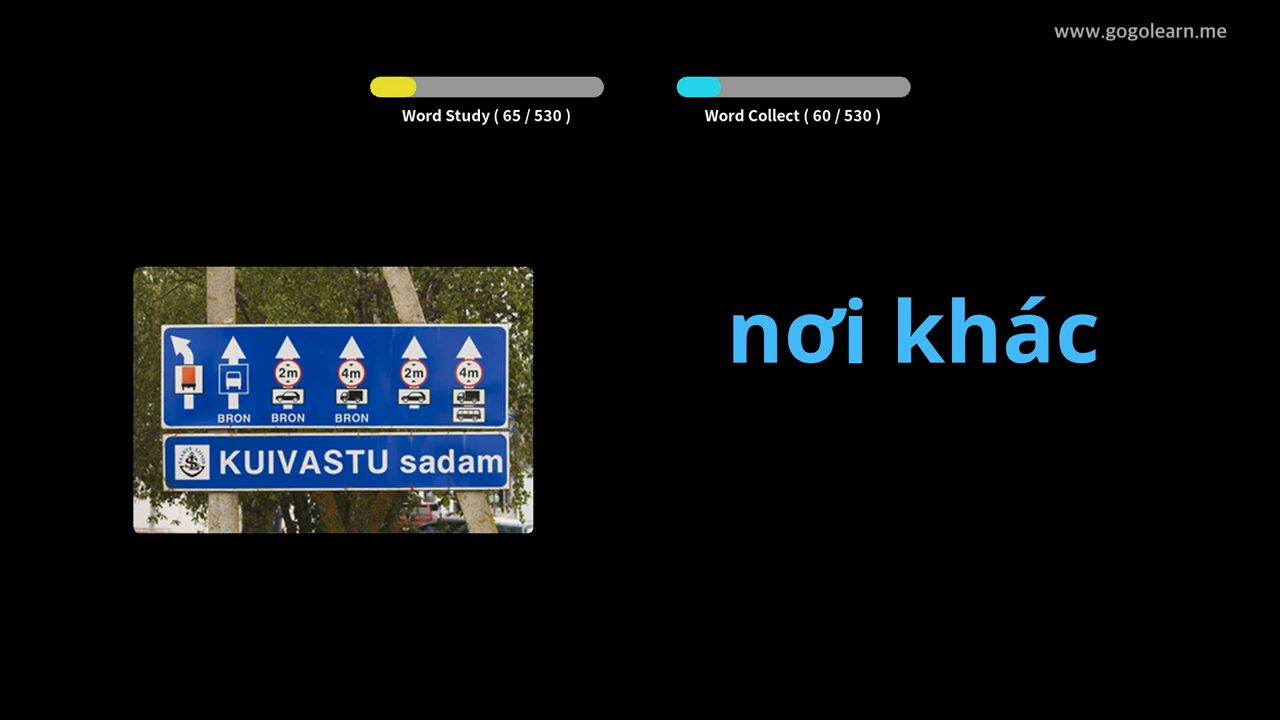 www.gogolearn.me
Word Study ( 65 / 530 )
Word Collect ( 60 / 530 )
nơi khác
2m 4m 2m 4m
BRON BRON BRON
KUIVASTU sadam